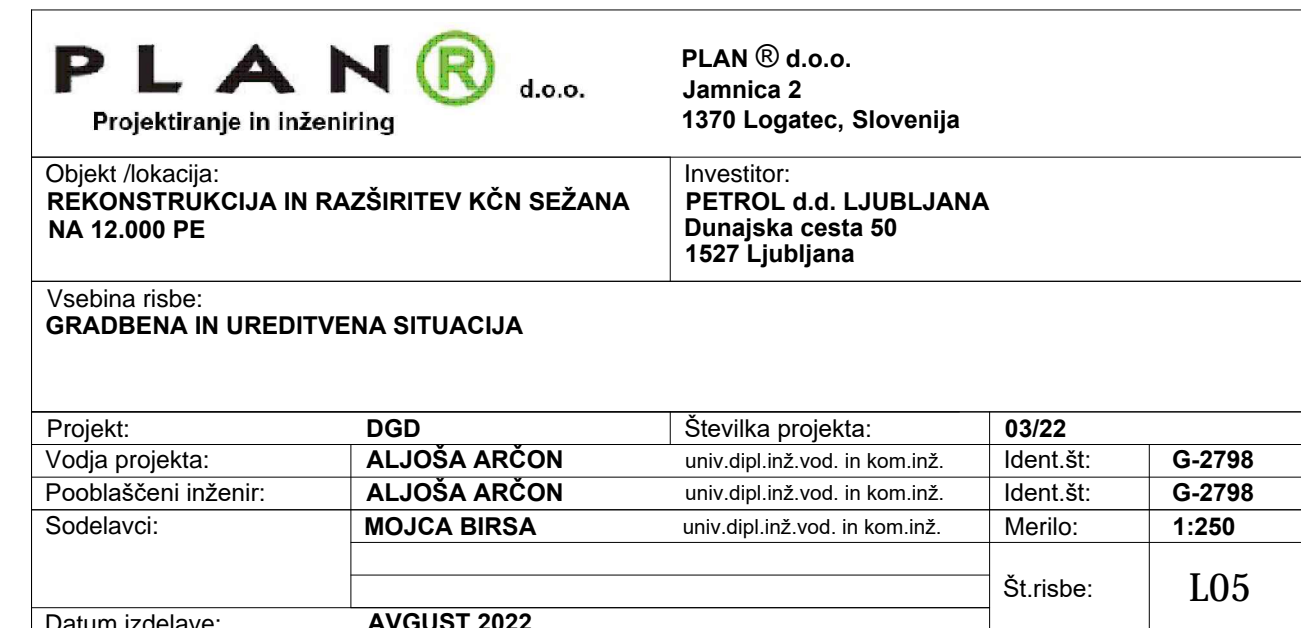 PLAN® d.o.o.
Projektiranje in inženiring
PLAN ® d.o.o.
Jamnica 2
1370 Logatec, Slovenija
Objekt /lokacija:
REKONSTRUKCIJA IN RAZŠIRITEV KČN SEŽANA
NA 12.000 PE
Investitor:
PETROL d.d. LJUBLJANA
Dunajska cesta 50
1527 Ljubljana
Vsebina risbe:
GRADBENA IN UREDITVENA SITUACIJA
Projekt: DGD Številka projekta: 03/22
Vodja projekta: ALJOŠA ARČON univ.dipl.inž.vod. in kom.inž. Ident.št: G-2798
Pooblaščeni inženir: ALJOŠA ARČON univ.dipl.inž.vod. in kom.inž. Ident.št: G-2798
Sodelavci: MOJCA BIRSA univ.dipl.inž.vod. in kom.inž. Merilo: 1:250
Št.risbe: L05
Datum izdelave: AVGUST 2022